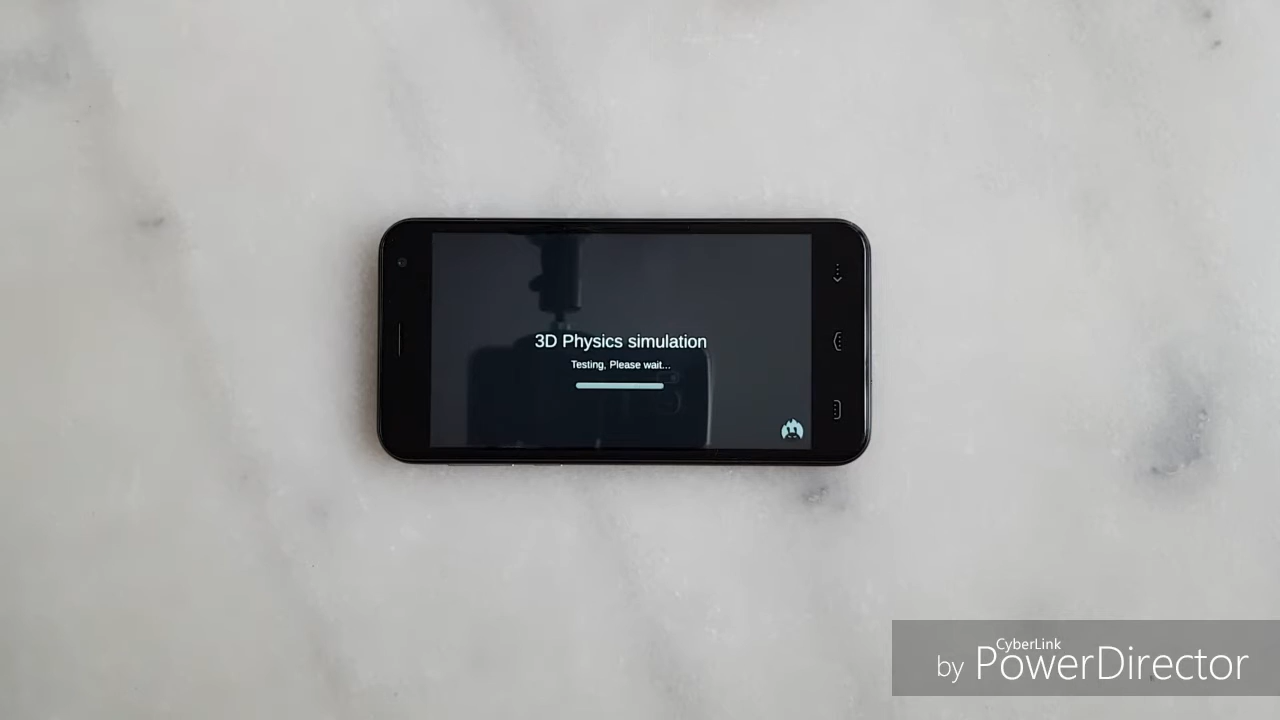 3D Physics simulation
Testing, Please wait...
CyberLink
by PowerDirector